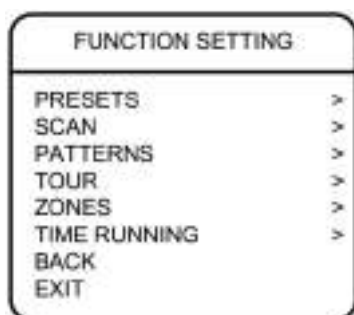 FUNCTION SETTING
PRESETS >
SCAN >
PATTERNS >
TOUR >
ZONES >
TIME RUNNING >
BACK
EXIT